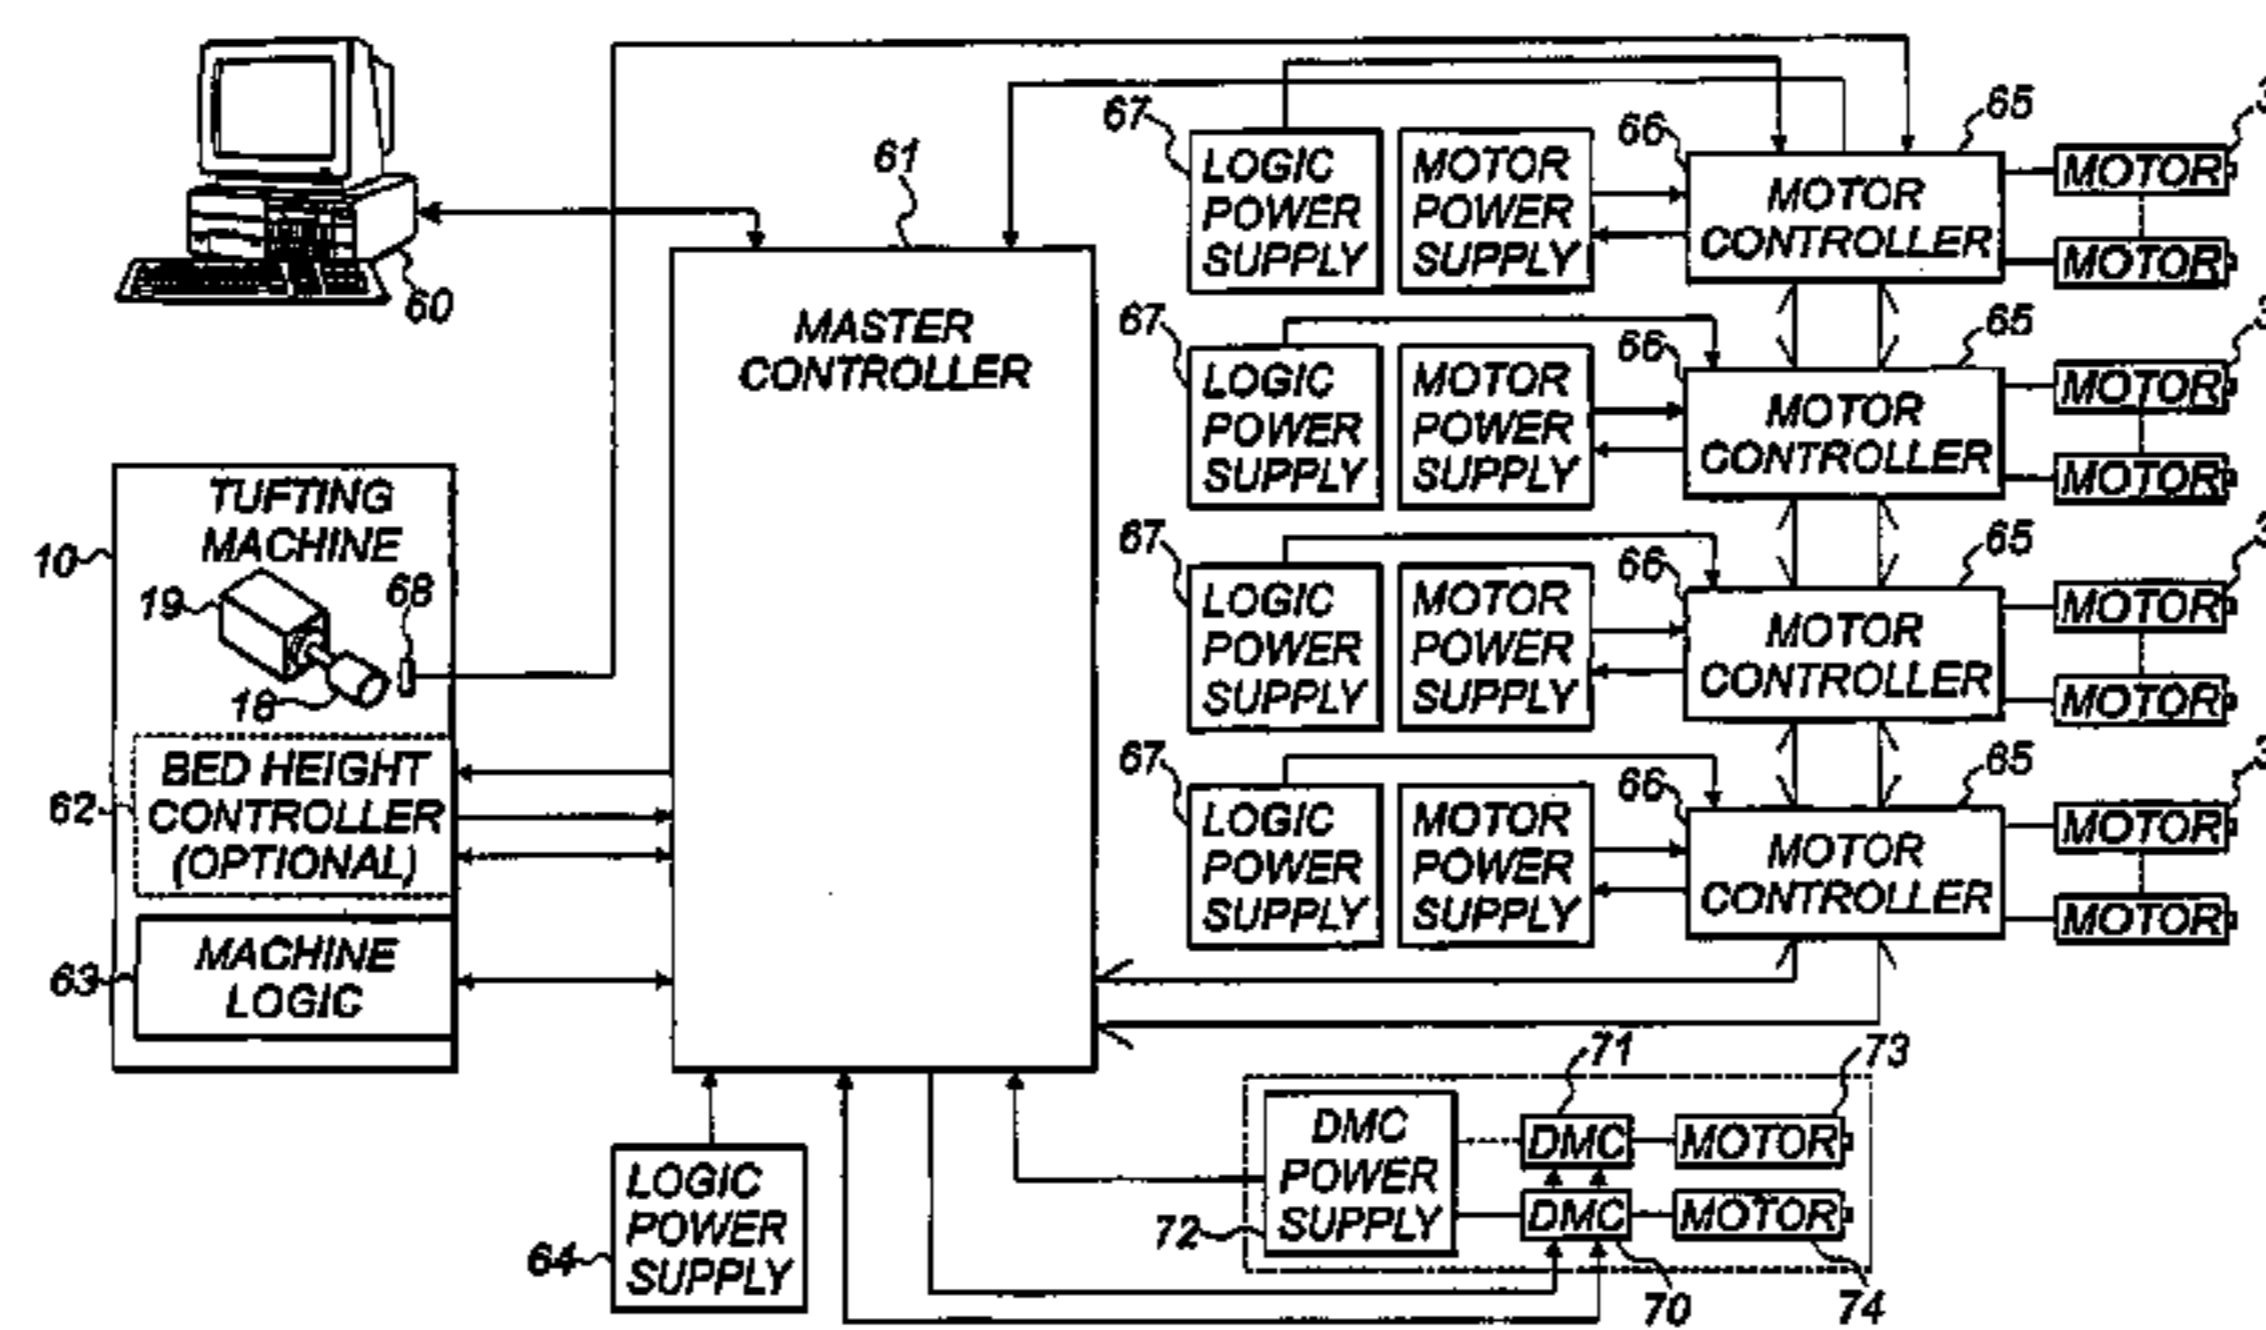 61
60
MASTER
CONTROLLER
TUFTING
MACHINE
10
19
68
18
BED HEIGHT
CONTROLLER
(OPTIONAL)
62
MACHINE
LOGIC
63
LOGIC
POWER
SUPPLY
64
67
LOGIC
POWER
SUPPLY
MOTOR
POWER
SUPPLY
66
65
MOTOR
CONTROLLER
3
MOTOR
MOTOR
67
LOGIC
POWER
SUPPLY
MOTOR
POWER
SUPPLY
66
65
MOTOR
CONTROLLER
3
MOTOR
MOTOR
67
LOGIC
POWER
SUPPLY
MOTOR
POWER
SUPPLY
66
65
MOTOR
CONTROLLER
3
MOTOR
MOTOR
67
LOGIC
POWER
SUPPLY
MOTOR
POWER
SUPPLY
66
65
MOTOR
CONTROLLER
3
MOTOR
MOTOR
71
73
DMC
POWER
SUPPLY
72
DMC
MOTOR
DMC
MOTOR
70
74